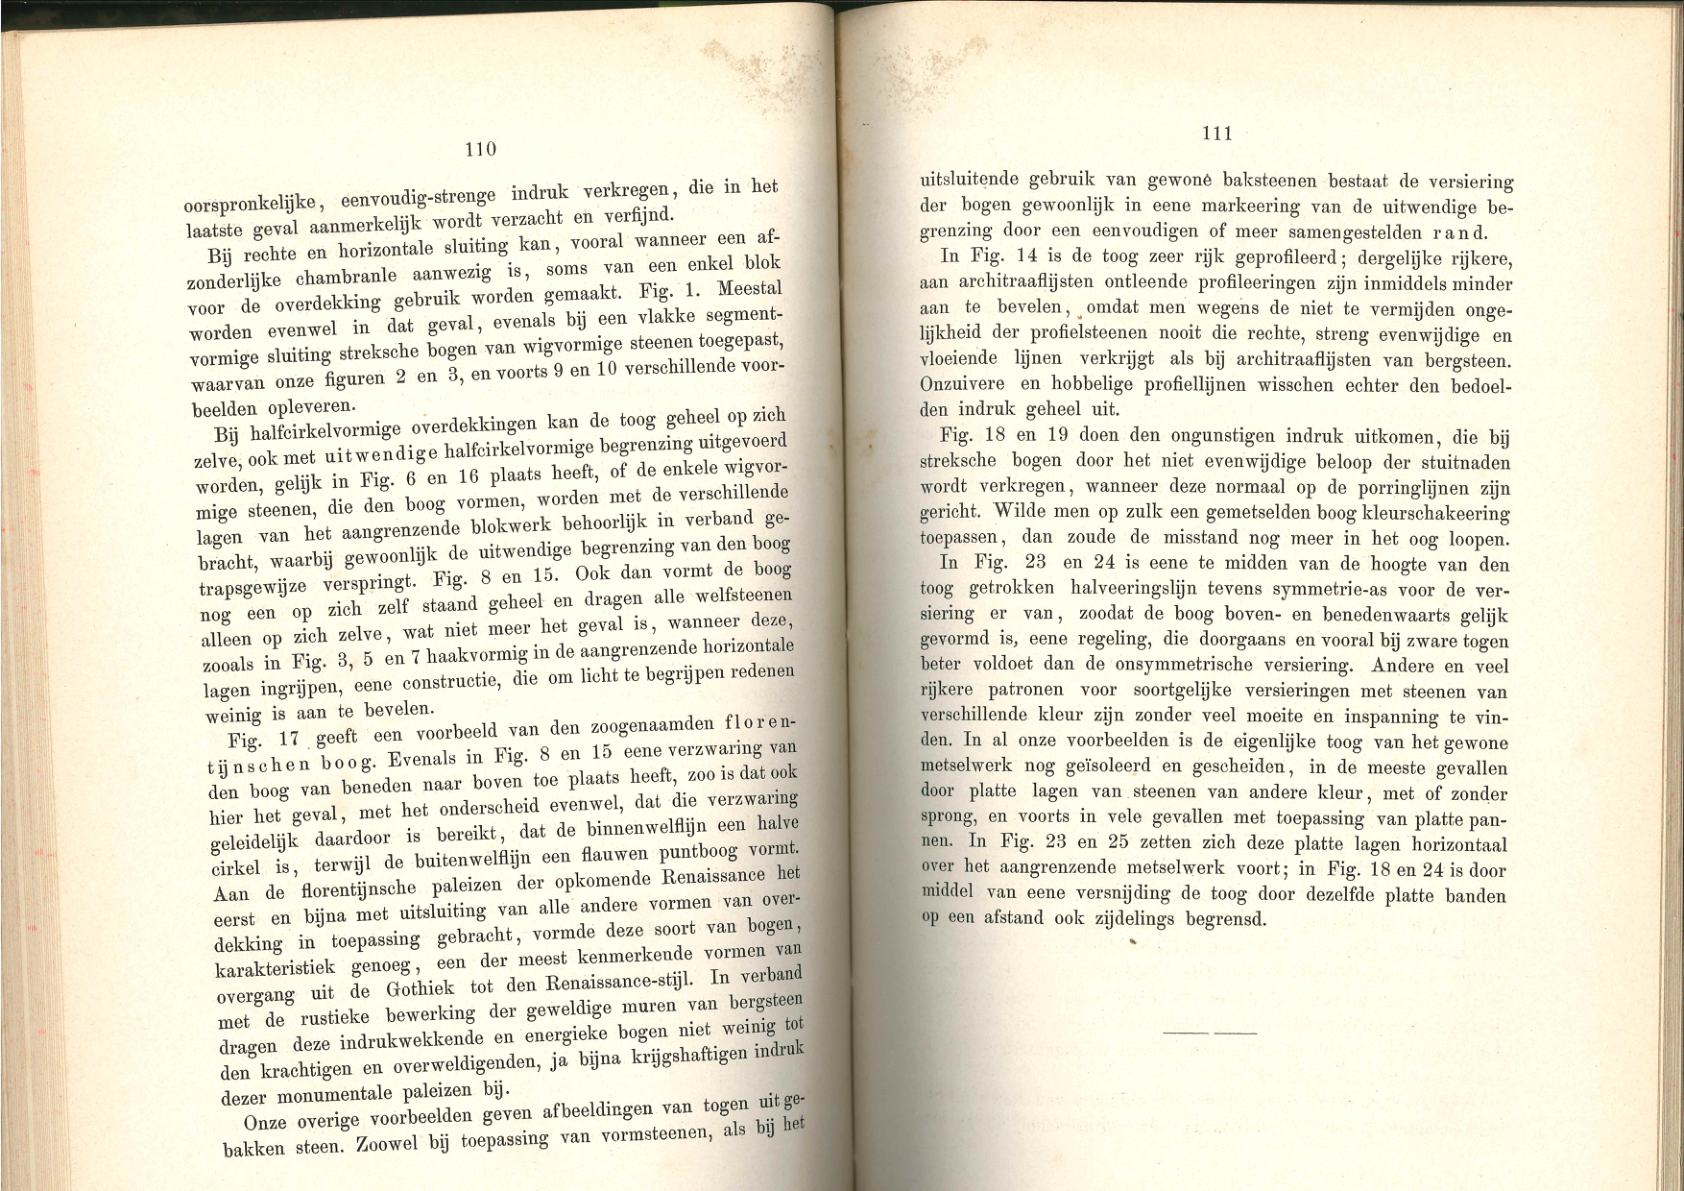 110
oorspronkelijke, eenvoudig-strenge indruk verkregen, die in het
laatste geval aanmerkelijk wordt verzacht en verfijnd.
Bij rechte en horizontale sluiting kan, vooral wanneer een af-
zonderlijke chambranle aanwezig is, soms van een enkel blok
voor de overdekking gebruik worden gemaakt. Fig. 1. Meestal
worden evenwel in dat geval, evenals bij een vlakke segment-
vormige sluiting streksche bogen van wigvormige steenen toegepast,
waarvan onze figuren 2 en 3, en voorts 9 en 10 verschillende voor-
beelden opleveren.
Bij halfcirkelvormige overdekkingen kan de toog geheel op zich
zelve, ook met uitwendige halfcirkelvormige begrenzing uitgevoerd
worden, gelijk in Fig. 6 en 16 plaats heeft, of de enkele wigvor-
mige steenen, die den boog vormen, worden met de verschillende
lagen van het aangrenzende blokwerk behoorlijk in verband ge-
bracht, waarbij gewoonlijk de uitwendige begrenzing van den boog
trapsgewijze verspringt. Fig. 8 en 15. Ook dan vormt de boog
nog een op zich zelf staand geheel en dragen alle welfsteenen
alleen op zich zelve, wat niet meer het geval is, wanneer deze,
zooals in Fig. 3, 5 en 7 haakvormig in de aangrenzende horizontale
lagen ingrijpen, eene constructie, die om licht te begrijpen redenen
weinig is aan te bevelen.
Fig. 17 geeft een voorbeeld van den zoogenaamden floren-
tijnschen boog. Evenals in Fig. 8 en 15 eene verzwaring van
den boog van beneden naar boven toe plaats heeft, zoo is dat ook
hier het geval, met het onderscheid evenwel, dat die verzwaring
geleidelijk daardoor is bereikt, dat de binnenwelflijn een halve
cirkel is, terwijl de buitenwelflijn een flauwen puntboog vormt.
Aan de florentijnsche paleizen der opkomende Renaissance het
eerst en bijna met uitsluiting van alle andere vormen van over-
dekking in toepassing gebracht, vormde deze soort van bogen,
karakteristiek genoeg, een der meest kenmerkende vormen van
overgang uit de Gothiek tot den Renaissance-stijl. In verband
met de rustieke bewerking der geweldige muren van bergsteen
dragen deze indrukwekkende en energieke bogen niet weinig tot
den krachtigen en overweldigenden, ja bijna krijgshaftigen indruk
dezer monumentale paleizen bij.
Onze overige voorbeelden geven afbeeldingen van togen uit ge-
bakken steen. Zoowel bij toepassing van vormsteenen, als bij het
111
uitsluitende gebruik van gewone baksteenen bestaat de versiering
der bogen gewoonlijk in eene markeering van de uitwendige be-
grenzing door een eenvoudigen of meer samengestelden rand.
In Fig. 14 is de toog zeer rijk geprofileerd; dergelijke rijkere,
aan architraaflijsten ontleende profileeringen zijn inmiddels minder
aan te bevelen, omdat men wegens de niet te vermijden onge-
lijkheid der profielsteenen nooit die rechte, streng evenwijdige en
vloeiende lijnen verkrijgt als bij architraaflijsten van bergsteen.
Onzuivere en hobbelige profiellijnen wisschen echter den bedoel-
den indruk geheel uit.
Fig. 18 en 19 doen den ongunstigen indruk uitkomen, die bij
streksche bogen door het niet evenwijdige beloop der stuitnaden
wordt verkregen, wanneer deze normaal op de porringlijnen zijn
gericht. Wilde men op zulk een gemetselden boog kleurschakeering
toepassen, dan zoude de misstand nog meer in het oog loopen.
In Fig. 23 en 24 is eene te midden van de hoogte van den
toog getrokken halveeringslijn tevens symmetrie-as voor de ver-
siering er van, zoodat de boog boven- en benedenwaarts gelijk
gevormd is, eene regeling, die doorgaans en vooral bij zware togen
beter voldoet dan de onsymmetrische versiering. Andere en veel
rijkere patronen voor soortgelijke versieringen met steenen van
verschillende kleur zijn zonder veel moeite en inspanning te vin-
den. In al onze voorbeelden is de eigenlijke toog van het gewone
metselwerk nog geïsoleerd en gescheiden, in de meeste gevallen
door platte lagen van steenen van andere kleur, met of zonder
sprong, en voorts in vele gevallen met toepassing van platte pan-
nen. In Fig. 23 en 25 zetten zich deze platte lagen horizontaal
over het aangrenzende metselwerk voort; in Fig. 18 en 24 is door
middel van eene versnijding de toog door dezelfde platte banden
op een afstand ook zijdelings begrensd.